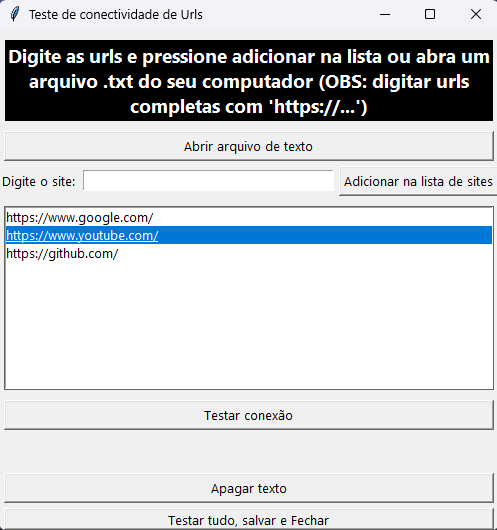 Teste de conectividade de Urls
Digite as urls e pressione adicionar na lista ou abra um
arquivo .txt do seu computador (OBS: digitar urls
completas com 'https://...')
Abrir arquivo de texto
Digite o site:
Adicionar na lista de sites
https://www.google.com/
https://www.youtube.com/
https://github.com/
Testar conexão
Apagar texto
Testar tudo, salvar e Fechar